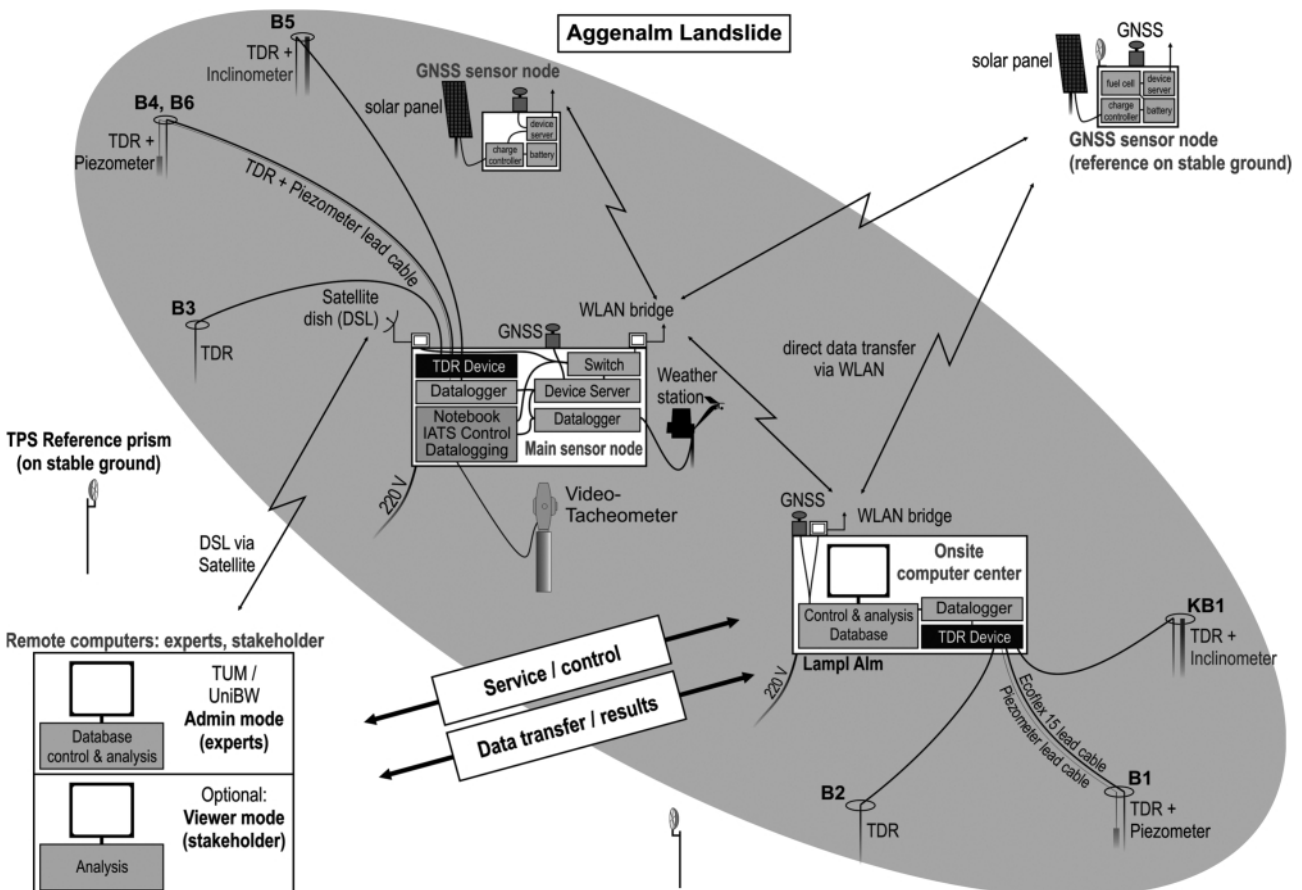 Aggenalm Landslide
B5
TDR +
Inclinometer
B4, B6
TDR +
Piezometer
TDR + Piezometer lead cable
B3
TDR
GNSS sensor node
solar panel
device
server
charge
controller
battery
GNSS
solar panel
fuel cell
device
server
charge
controller
battery
GNSS sensor node
(reference on stable ground)
Satellite
dish (DSL)
GNSS
WLAN bridge
TDR Device
Switch
Datalogger
Device Server
Notebook
IATS Control
Datalogging
Datalogger
Main sensor node
Weather
station
220 V
Video-
Tacheometer
direct data transfer
via WLAN
TPS Reference prism
(on stable ground)
DSL via
Satellite
GNSS
WLAN bridge
Onsite
computer center
Control & analysis
Database
Datalogger
TDR Device
Lampl Alm
220 V
KB1
TDR +
Inclinometer
Ecoflex 15 lead cable
Piezometer lead cable
B1
TDR +
Piezometer
B2
TDR
Service / control
Data transfer / results
Remote computers: experts, stakeholder
TUM /
UniBW
Admin mode
(experts)
Database
control & analysis
Optional:
Viewer mode
(stakeholder)
Analysis